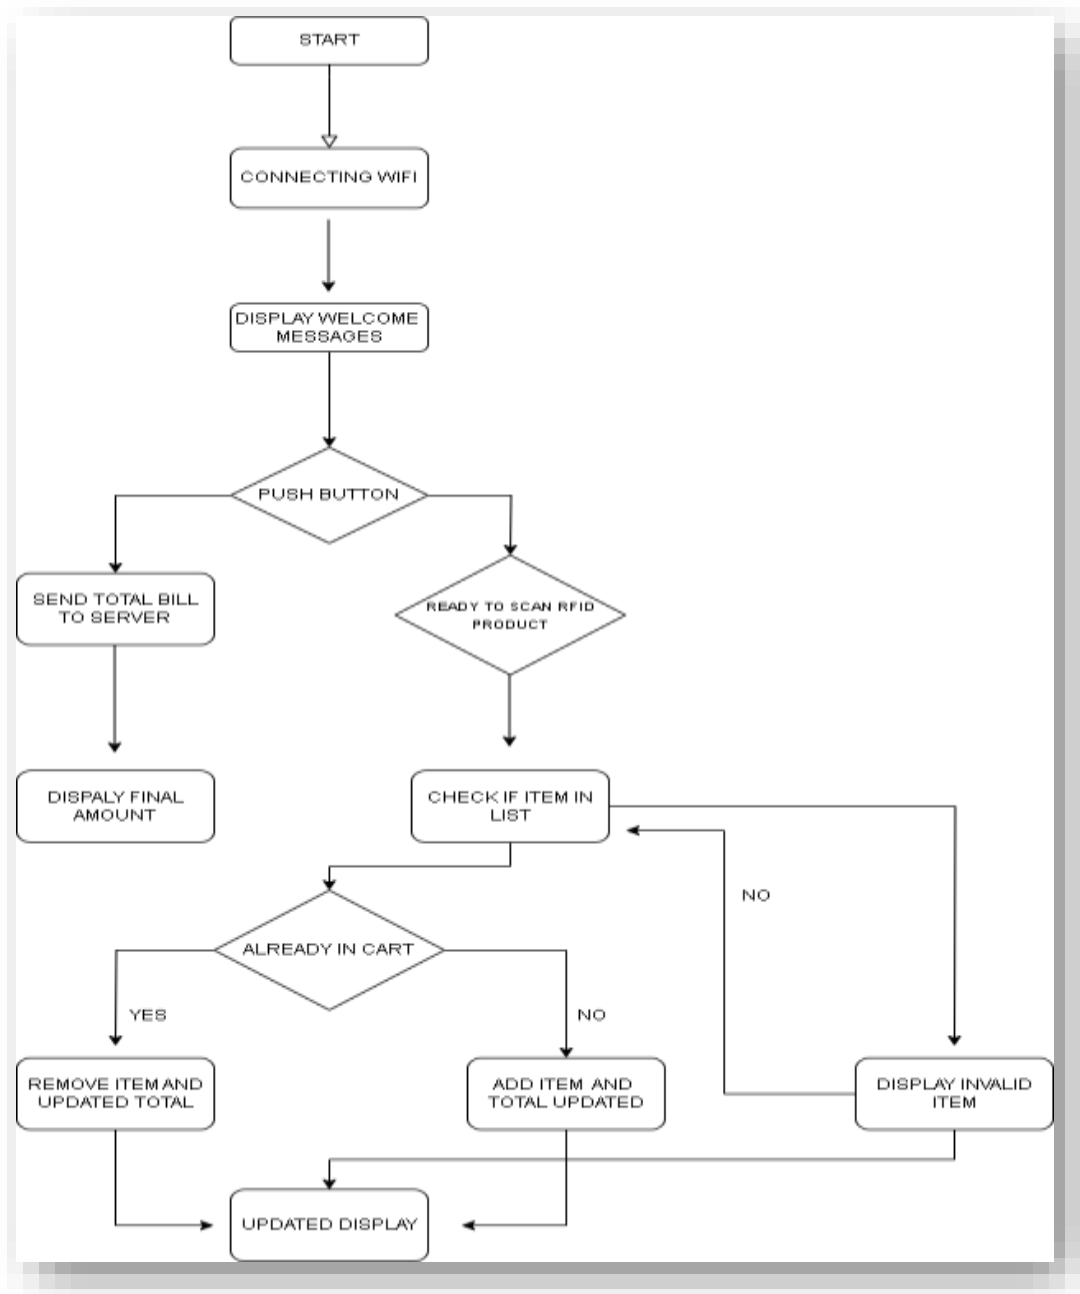 START
CONNECTING WIFI
DISPLAY WELCOME
MESSAGES
PUSH BUTTON
SEND TOTAL BILL
TO SERVER
READY TO SCAN RFID
PRODUCT
DISPALY FINAL
AMOUNT
CHECK IF ITEM IN
LIST
NO
ALREADY IN CART
YES
NO
REMOVE ITEM AND
UPDATED TOTAL
ADD ITEM AND
TOTAL UPDATED
DISPLAY INVALID
ITEM
UPDATED DISPLAY